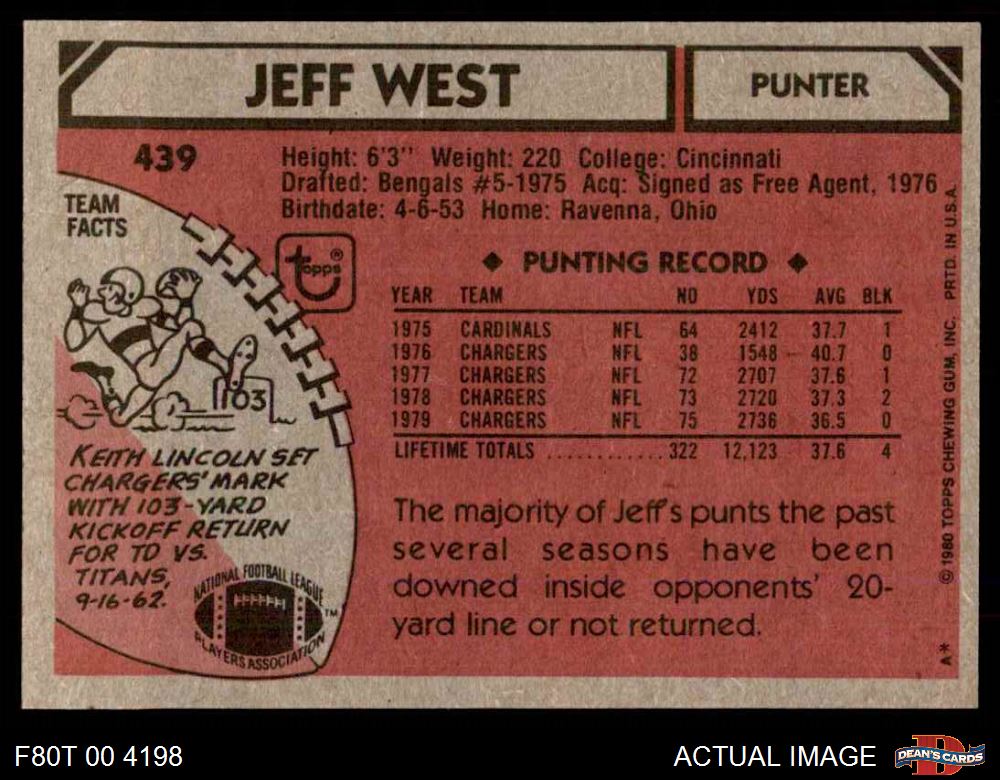 JEFF WEST
PUNTER
439
Height: 6'3" Weight: 220 College: Cincinnati
Drafted: Bengals #5-1975 Acq: Signed as Free Agent, 1976
Birthdate: 4-6-53 Home: Ravenna, Ohio
TEAM
FACTS
topps®
103
KEITH LINCOLN SET
CHARGERS' MARK
WITH 103-YARD
KICKOFF RETURN
FOR TD VS.
TITANS,
9-16-62.
NATIONAL FOOTBALL LEAGUE
PLAYERS ASSOCIATION
TM
◆ PUNTING RECORD ◆
YEAR TEAM NO YDS AVG BLK
1975 CARDINALS NFL 64 2412 37.7 1
1976 CHARGERS NFL 38 1548 40.7 0
1977 CHARGERS NFL 72 2707 37.6 1
1978 CHARGERS NFL 73 2720 37.3 2
1979 CHARGERS NFL 75 2736 36.5 0
LIFETIME TOTALS ............ 322 12,123 37.6 4
The majority of Jeff's punts the past
several seasons have been
downed inside opponents' 20-
yard line or not returned.
A* © 1980 TOPPS CHEWING GUM, INC. PRTD. IN U.S.A.
F80T 00 4198
ACTUAL IMAGE
D
DEAN'S CARDS